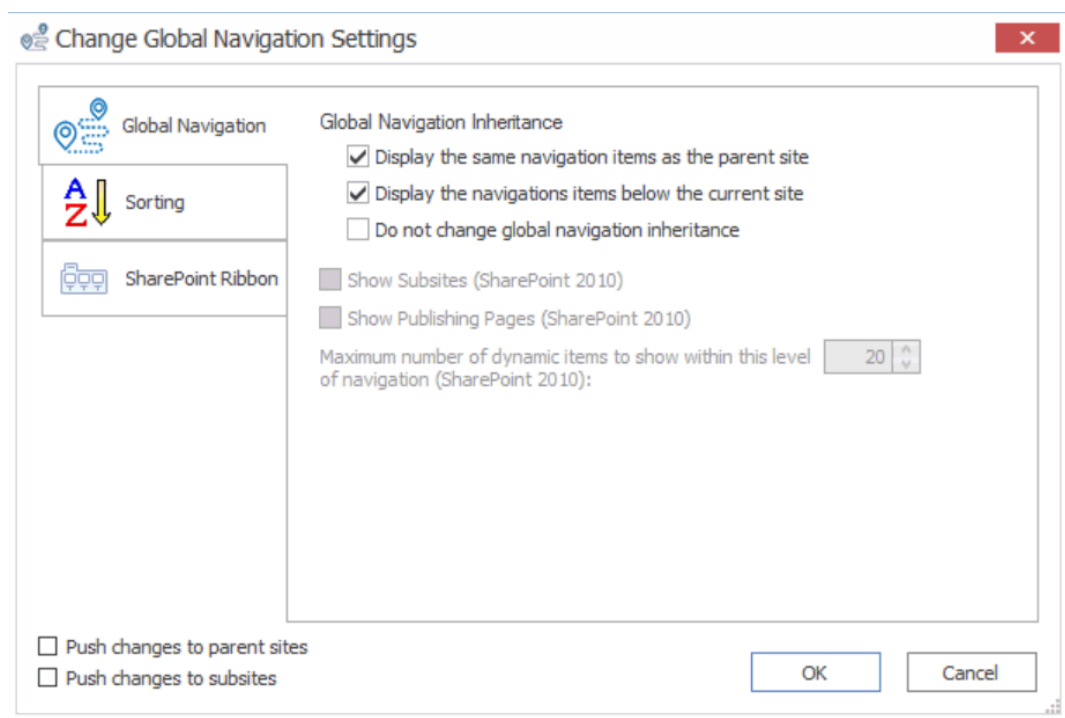 Change Global Navigation Settings
Global Navigation
Sorting
SharePoint Ribbon
Global Navigation Inheritance
Display the same navigation items as the parent site
Display the navigations items below the current site
Do not change global navigation inheritance
Show Subsites (SharePoint 2010)
Show Publishing Pages (SharePoint 2010)
Maximum number of dynamic items to show within this level
of navigation (SharePoint 2010):
20
Push changes to parent sites
Push changes to subsites
OK
Cancel